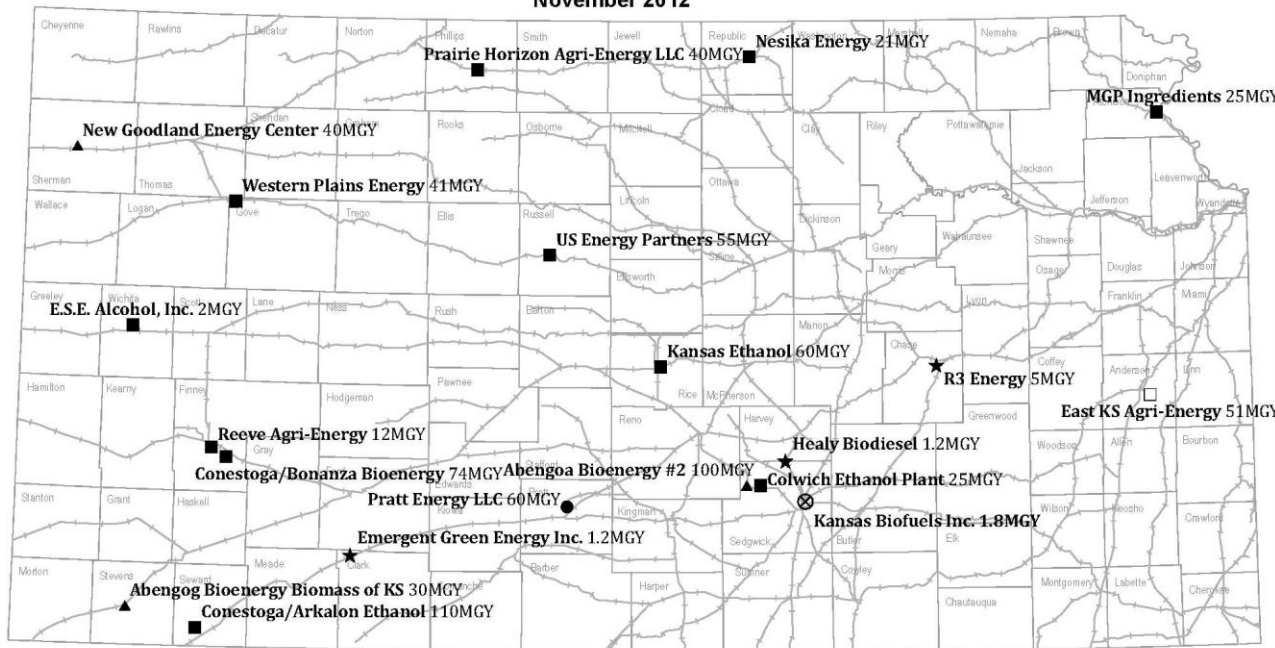 November 2012
Cheyenne
Rawlins
Decatur
Norton
Phillips
Smith
Jewell
Republic
Washington
Marshall
Nemaha
Brown
Doniphan
Nesika Energy 21MGY
Prairie Horizon Agri-Energy LLC 40MGY
MGP Ingredients 25MGY
Atchison
Cloud
New Goodland Energy Center 40MGY
Sheridan
Graham
Rooks
Osborne
Mitchell
Clay
Riley
Pottawatomie
Jackson
Sherman
Thomas
Western Plains Energy 41MGY
Ottawa
Leavenworth
Jefferson
Wyandotte
Wallace
Logan
Gove
Trego
Ellis
Russell
Lincoln
Dickinson
US Energy Partners 55MGY
Saline
Geary
Wabaunsee
Shawnee
Ellsworth
Morris
Osage
Douglas
Johnson
Greeley
Wichita
Scott
Lane
Ness
Rush
Barton
Lyon
Franklin
Miami
E.S.E. Alcohol, Inc. 2MGY
Marion
Chase
Kansas Ethanol 60MGY
Coffey
Anderson
Linn
R3 Energy 5MGY
Hamilton
Kearny
Finney
Hodgeman
Pawnee
Rice
McPherson
East KS Agri-Energy 51MGY
Reno
Harvey
Greenwood
Reeve Agri-Energy 12MGY
Gray
Healy Biodiesel 1.2MGY
Woodson
Allen
Bourbon
Conestoga/Bonanza Bioenergy 74MGY
Stafford
Abengoa Bioenergy #2 100MGY
Colwich Ethanol Plant 25MGY
Stanton
Grant
Haskell
Edwards
Pratt
Pratt Energy LLC 60MGY
Kiowa
Kingman
Kansas Biofuels Inc. 1.8MGY
Wilson
Neosho
Crawford
Emergent Green Energy Inc. 1.2MGY
Sedgwick
Butler
Elk
Morton
Stevens
Seward
Meade
Clark
Barber
Sumner
Cowley
Montgomery
Labette
Cherokee
Abengog Bioenergy Biomass of KS 30MGY
Harper
Chautauqua
Conestoga/Arkalon Ethanol 110MGY